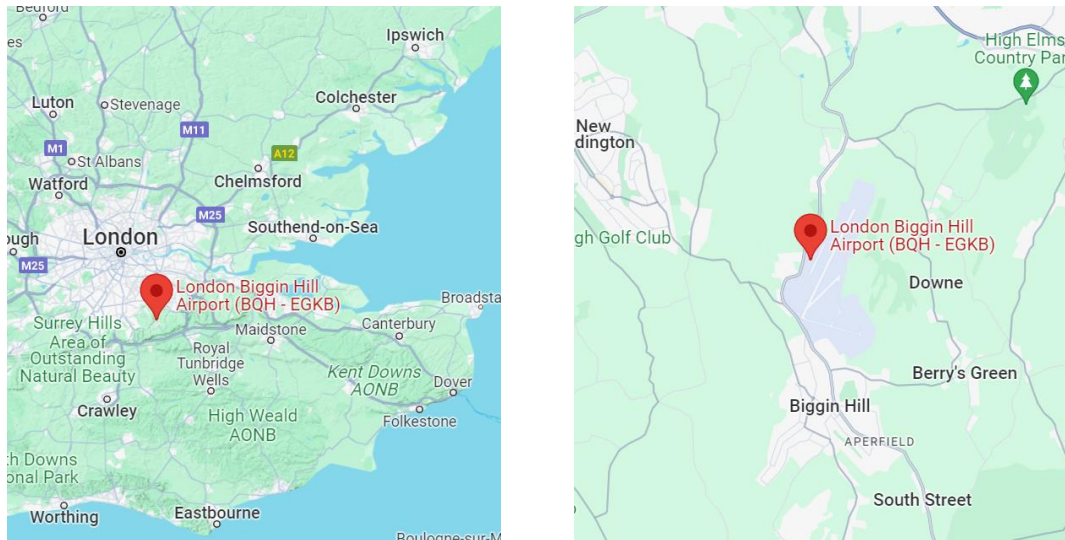 Bedford
Ipswich
Luton
Stevenage
Colchester
M11
M1
St Albans
A12
Watford
Chelmsford
M25
ough
London
Southend-on-Sea
M25
London Biggin Hill
Airport (BQH - EGKB)
Broadsta
Surrey Hills
Area of
Outstanding
Natural Beauty
Maidstone
Canterbury
Royal
Tunbridge
Wells
Kent Downs
AONB
Dover
Crawley
Folkestone
High Weald
AONB
th Downs
onal Park
Worthing
Eastbourne
Boulogne-sur-M
High Elms
Country Par
New
dington
gh Golf Club
London Biggin Hill
Airport (BQH - EGKB)
Downe
Berry's Green
Biggin Hill
APERFIELD
South Street